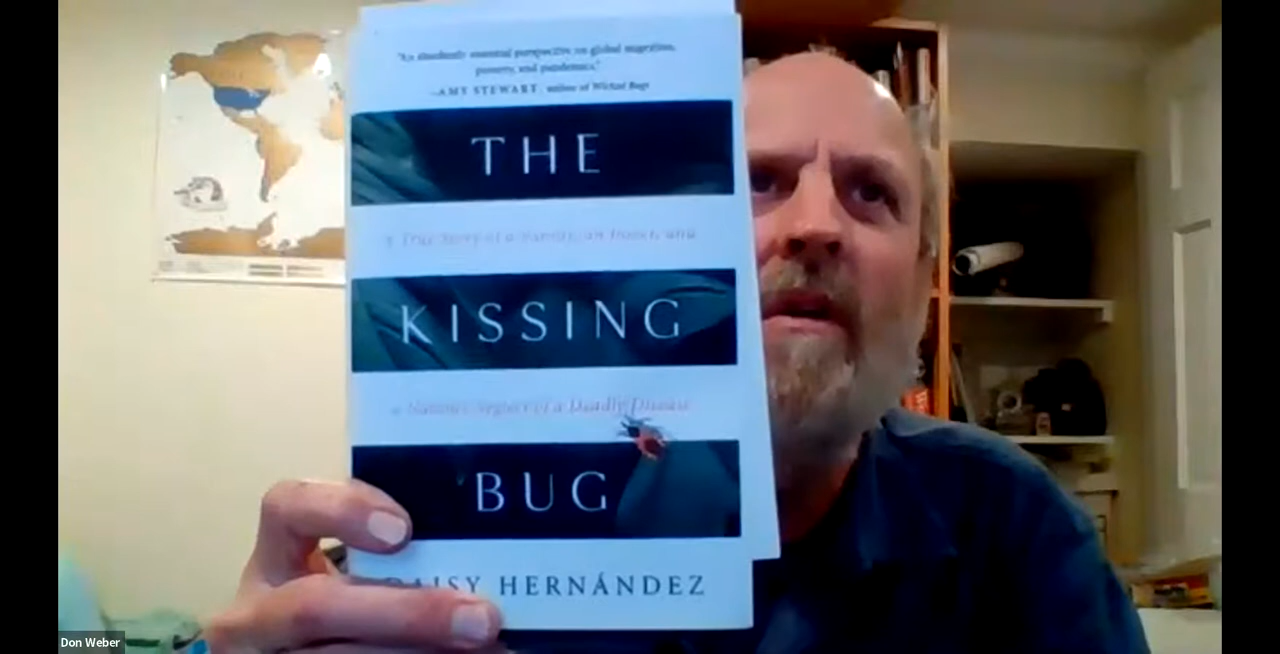 "An absolutely essential perspective on global migration,
poverty, and pandemics."
—AMY STEWART, author of Wicked Bugs
THE
A True Story of a Family, an Insect, and
KISSING
a Nation's Neglect of a Deadly Disease
BUG
DAISY HERNÁNDEZ
Don Weber